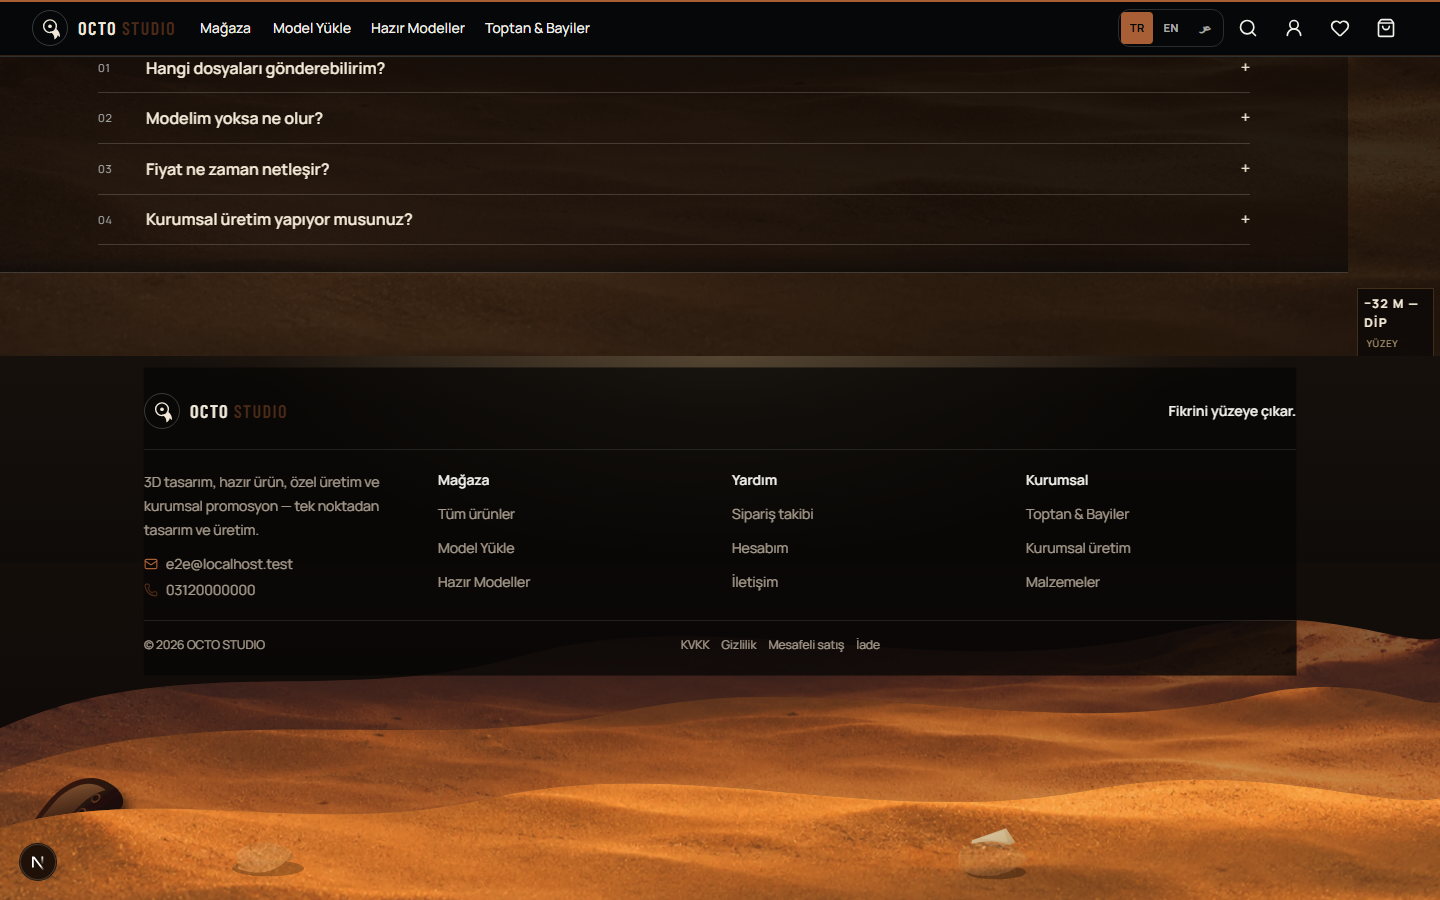 OCTO STUDIO
Mağaza
Model Yükle
Hazır Modeller
Toptan & Bayiler
TR
EN
01 Hangi dosyaları gönderebilirim? +
02 Modelim yoksa ne olur? +
03 Fiyat ne zaman netleşir? +
04 Kurumsal üretim yapıyor musunuz? +
−32 M —
DİP
YÜZEY
OCTO STUDIO
Fikrini yüzeye çıkar.
3D tasarım, hazır ürün, özel üretim ve
kurumsal promosyon — tek noktadan
tasarım ve üretim.
e2e@localhost.test
03120000000
Mağaza
Tüm ürünler
Model Yükle
Hazır Modeller
Yardım
Sipariş takibi
Hesabım
İletişim
Kurumsal
Toptan & Bayiler
Kurumsal üretim
Malzemeler
© 2026 OCTO STUDIO
KVKK Gizlilik Mesafeli satış İade
N